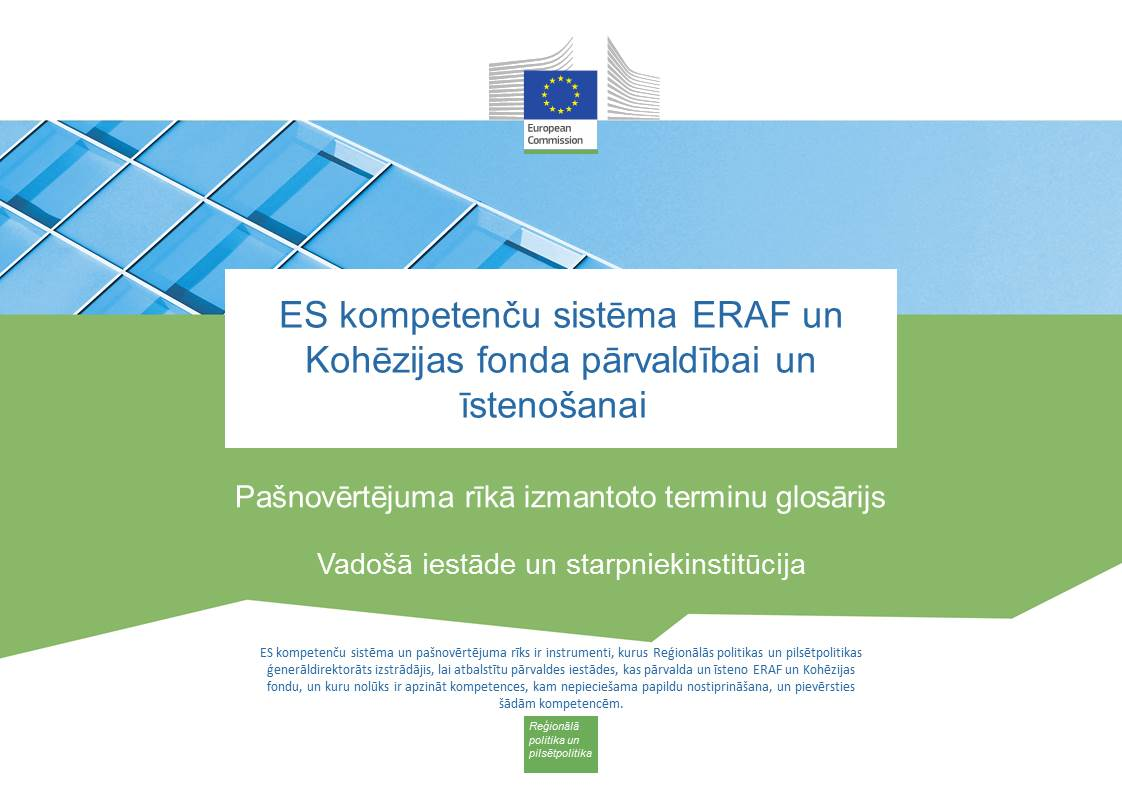 European
Commission
ES kompetenču sistēma ERAF un
Kohēzijas fonda pārvaldībai un
īstenošanai
Pašnovērtējuma rīkā izmantoto terminu glosārijs
Vadošā iestāde un starpniekinstitūcija
ES kompetenču sistēma un pašnovērtējuma rīks ir instrumenti, kurus Reģionālās politikas un pilsētpolitikas
ģenerāldirektorāts izstrādājis, lai atbalstītu pārvaldes iestādes, kas pārvalda un īsteno ERAF un Kohēzijas
fondu, un kuru nolūks ir apzināt kompetences, kam nepieciešama papildu nostiprināšana, un pievērsties
šādām kompetencēm.
Reģionālā
politika un
pilsētpolitika